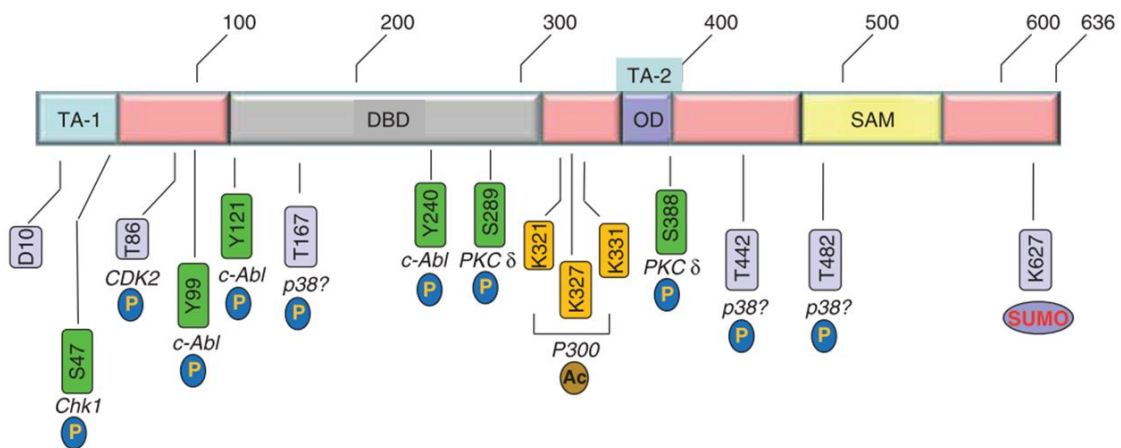 100 200 300 400 500 600 636
TA-2
TA-1 DBD OD SAM
D10 T86 Y121 T167 Y240 S289 K321 K331 S388 T442 T482 K627
CDK2 Y99 c-Abl p38? c-Abl PKC δ K327 PKC δ p38? p38?
P P P P P P P P SUMO
S47 c-Abl P300
Chk1 P Ac
P